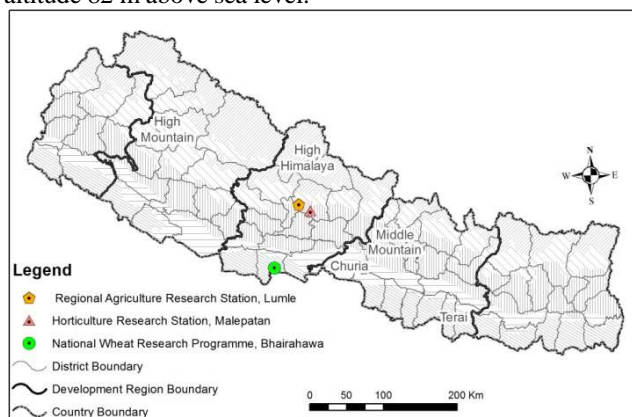 altitude 82 m above sea level.
High
Mountain
High
Himalaya
N
W E
S
Middle
Mountain
Churia
Terai
Legend
Regional Agriculture Research Station, Lumle
Horticulture Research Station, Malepatan
National Wheat Research Programme, Bhairahawa
District Boundary
Development Region Boundary
Country Boundary
0 50 100 200 Km